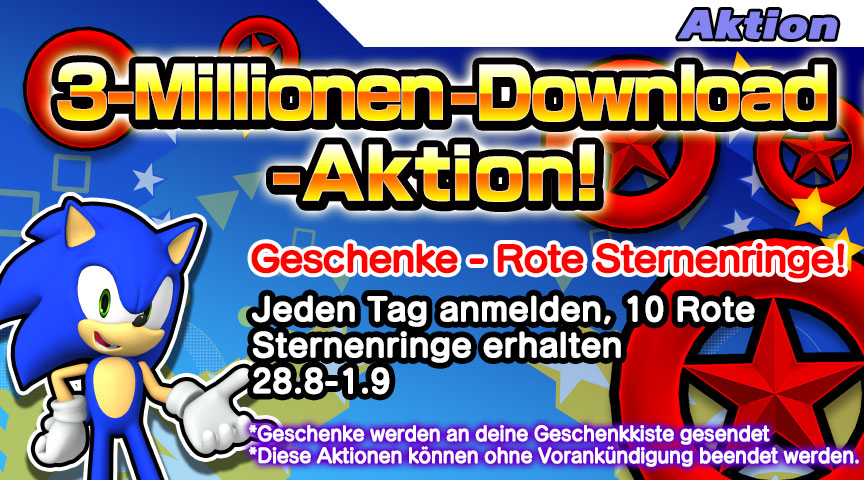 Aktion
3-Millionen-Download
-Aktion!
Geschenke - Rote Sternenringe!
Jeden Tag anmelden, 10 Rote
Sternenringe erhalten
28.8-1.9
*Geschenke werden an deine Geschenkkiste gesendet
*Diese Aktionen können ohne Vorankündigung beendet werden.